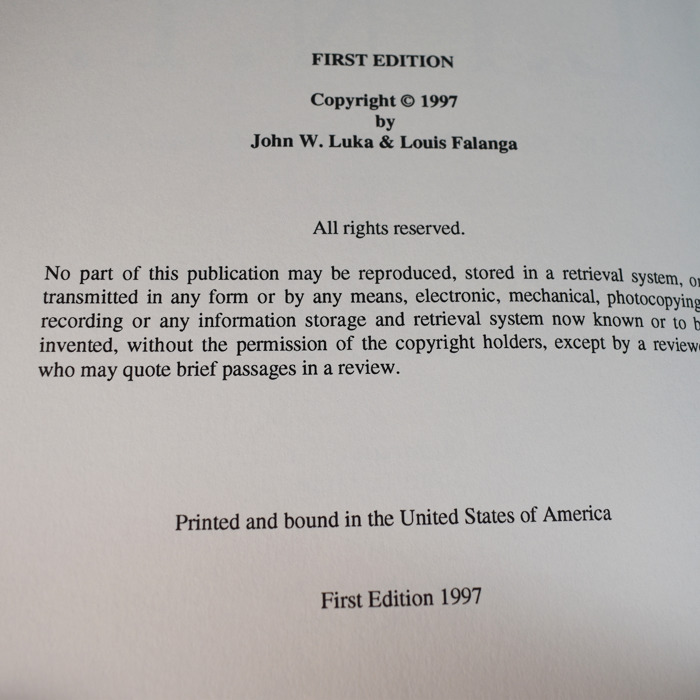 FIRST EDITION
Copyright © 1997
by
John W. Luka & Louis Falanga
All rights reserved.
No part of this publication may be reproduced, stored in a retrieval system, or
transmitted in any form or by any means, electronic, mechanical, photocopying
recording or any information storage and retrieval system now known or to b
invented, without the permission of the copyright holders, except by a review
who may quote brief passages in a review.
Printed and bound in the United States of America
First Edition 1997